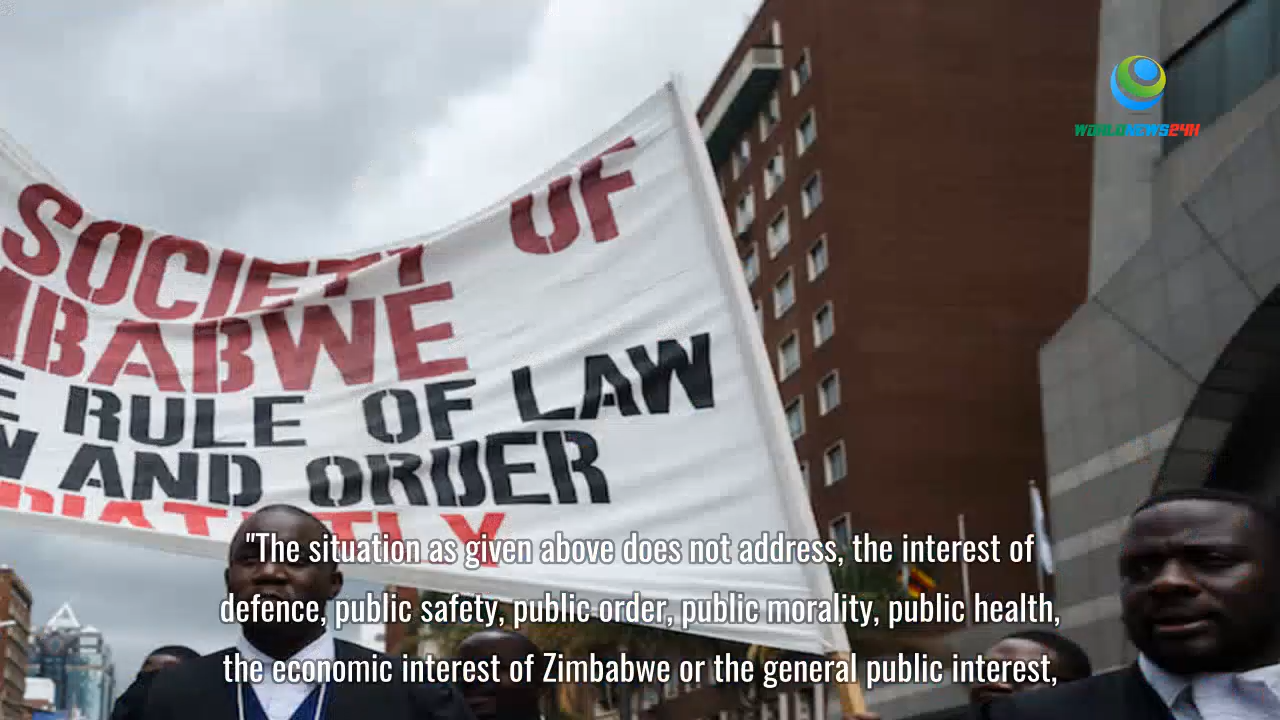 WORLDNEWS24H
SOCIETY OF
MBABWE
E RULE OF LAW
W AND ORDER
DIATELY
"The situation as given above does not address, the interest of
defence, public safety, public order, public morality, public health,
the economic interest of Zimbabwe or the general public interest,